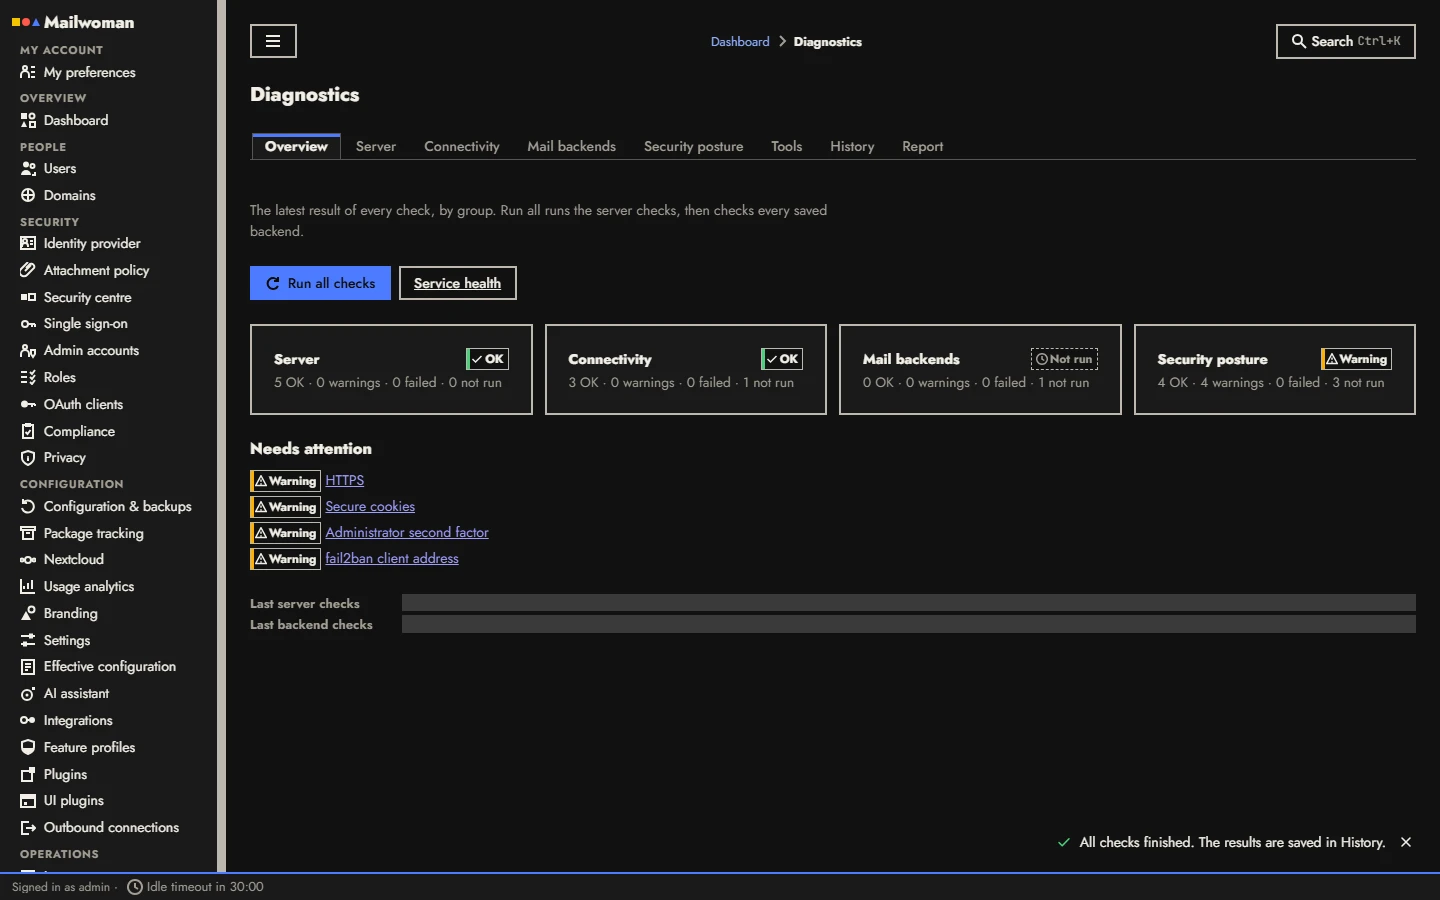 Mailwoman
MY ACCOUNT
My preferences
OVERVIEW
Dashboard
PEOPLE
Users
Domains
SECURITY
Identity provider
Attachment policy
Security centre
Single sign-on
Admin accounts
Roles
OAuth clients
Compliance
Privacy
CONFIGURATION
Configuration & backups
Package tracking
Nextcloud
Usage analytics
Branding
Settings
Effective configuration
AI assistant
Integrations
Feature profiles
Plugins
UI plugins
Outbound connections
OPERATIONS
Dashboard > Diagnostics
Search Ctrl+K
Diagnostics
Overview Server Connectivity Mail backends Security posture Tools History Report
The latest result of every check, by group. Run all runs the server checks, then checks every saved
backend.
Run all checks Service health
Server OK
5 OK · 0 warnings · 0 failed · 0 not run
Connectivity OK
3 OK · 0 warnings · 0 failed · 1 not run
Mail backends Not run
0 OK · 0 warnings · 0 failed · 1 not run
Security posture Warning
4 OK · 4 warnings · 0 failed · 3 not run
Needs attention
Warning HTTPS
Warning Secure cookies
Warning Administrator second factor
Warning fail2ban client address
Last server checks
Last backend checks
All checks finished. The results are saved in History.
Signed in as admin · Idle timeout in 30:00